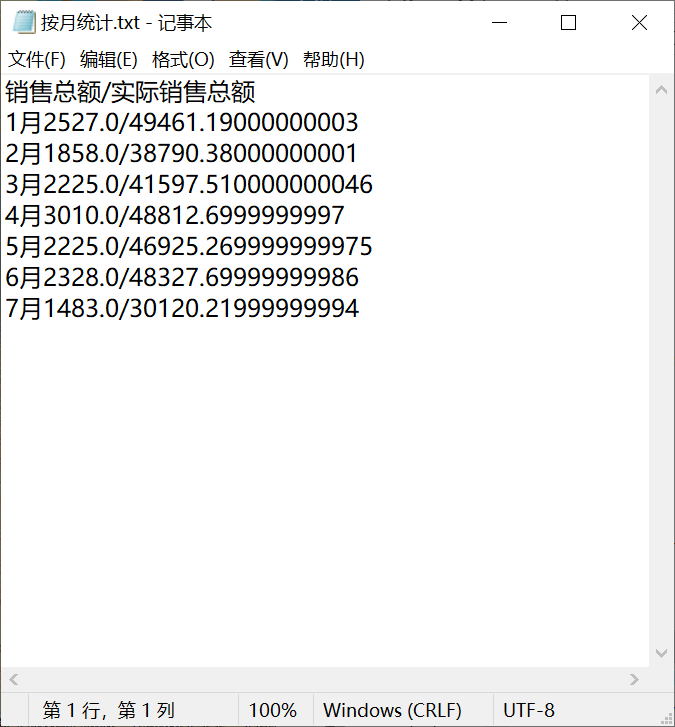 按月统计.txt - 记事本
文件(F) 编辑(E) 格式(O) 查看(V) 帮助(H)
销售总额/实际销售总额
1月2527.0/49461.19000000003
2月1858.0/38790.38000000001
3月2225.0/41597.510000000046
4月3010.0/48812.6999999997
5月2225.0/46925.269999999975
6月2328.0/48327.69999999986
7月1483.0/30120.21999999994
第 1 行，第 1 列 100% Windows (CRLF) UTF-8